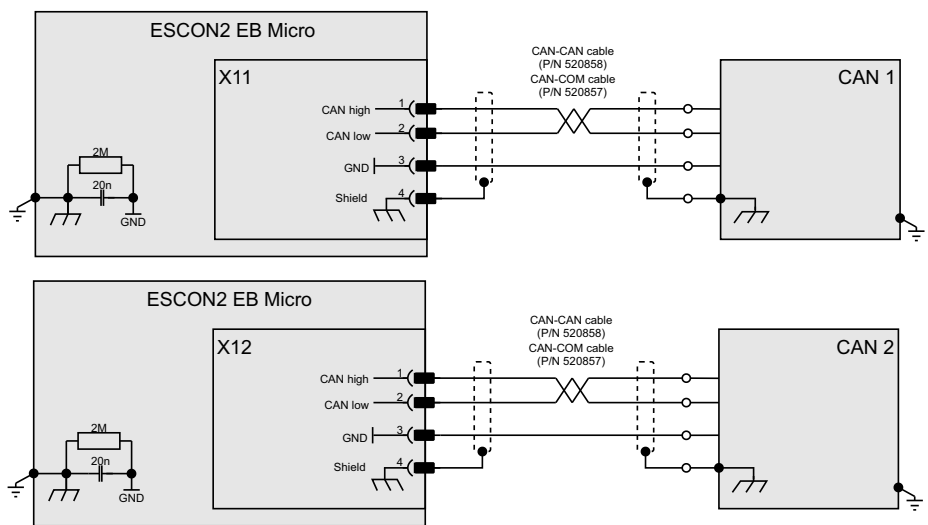 ESCON2 EB Micro
X11
CAN-CAN cable
(P/N 520858)
CAN-COM cable
(P/N 520857)
CAN 1
CAN high 1
CAN low 2
GND 3
Shield 4
2M
20n
GND
ESCON2 EB Micro
X12
CAN-CAN cable
(P/N 520858)
CAN-COM cable
(P/N 520857)
CAN 2
CAN high 1
CAN low 2
GND 3
Shield 4
2M
20n
GND